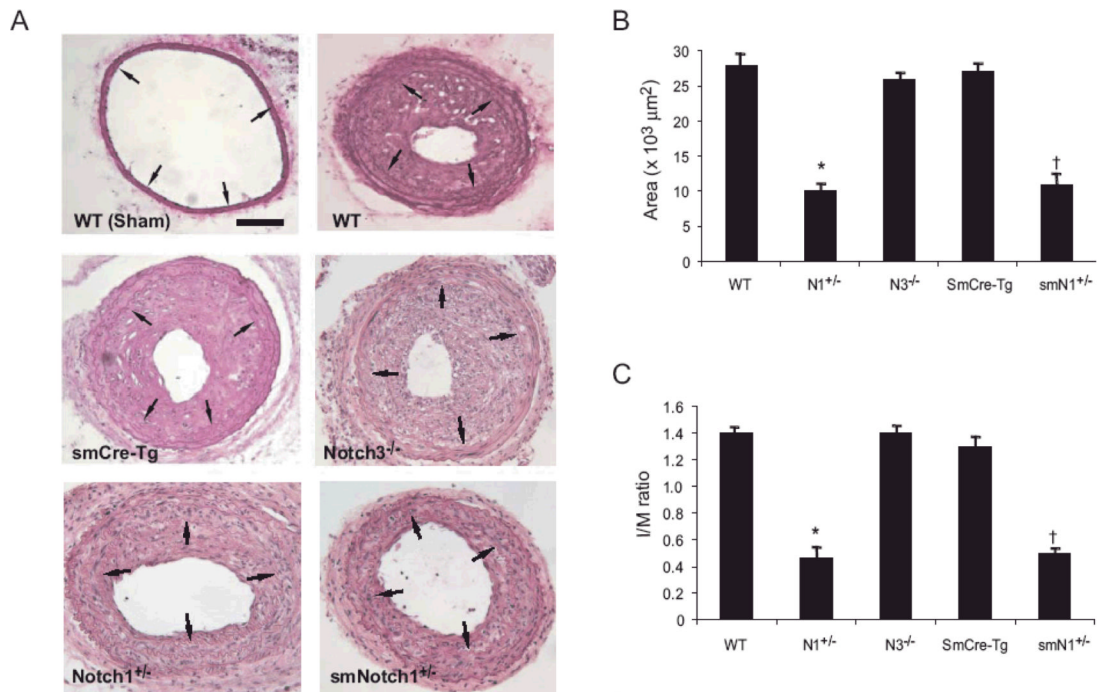 A
WT (Sham)
WT
smCre-Tg
Notch3-/-
Notch1+/-
smNotch1+/-
B
Area (x 10³ µm²)
30
25
20
15
10
5
0
*
†
WT N1+/- N3-/- SmCre-Tg smN1+/-
C
I/M ratio
1.6
1.4
1.2
1.0
0.8
0.6
0.4
0.2
0
*
†
WT N1+/- N3-/- SmCre-Tg smN1+/-